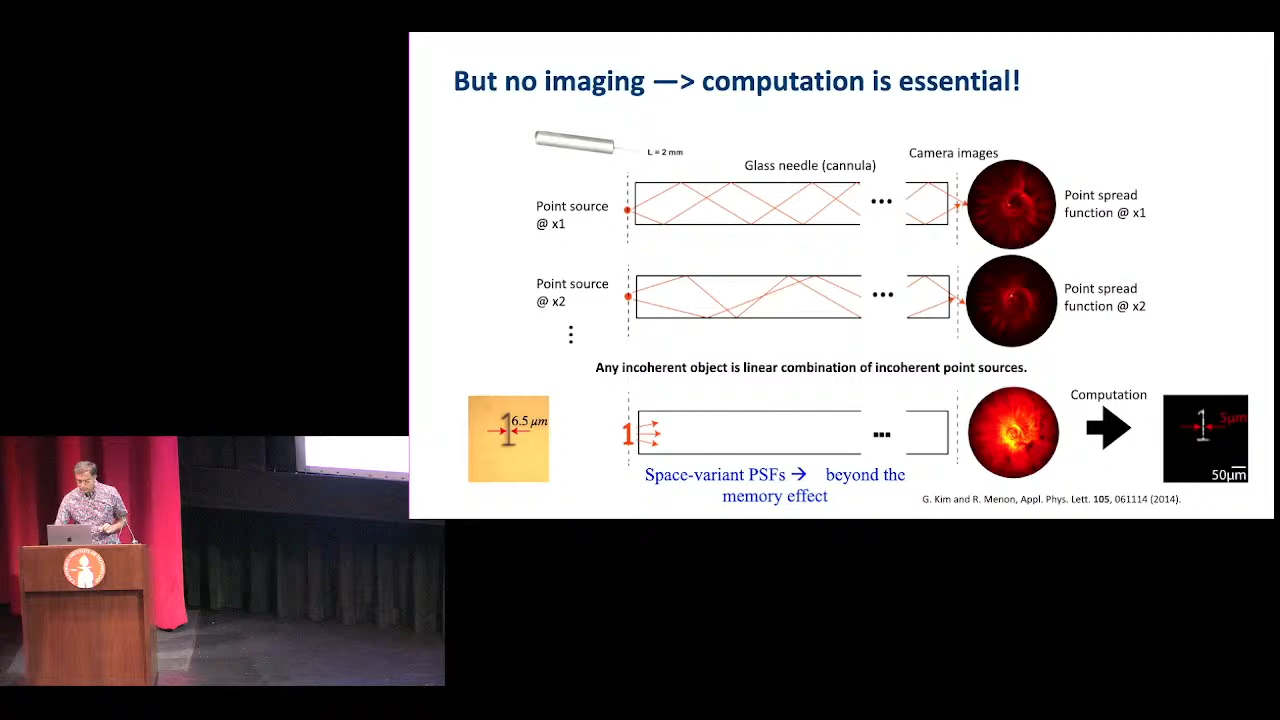 But no imaging —> computation is essential!
L = 2 mm
Glass needle (cannula)
Camera images
Point source
@ x1
Point spread
function @ x1
Point source
@ x2
Point spread
function @ x2
Any incoherent object is linear combination of incoherent point sources.
Computation
6.5 μm
1
5μm
50μm
Space-variant PSFs → beyond the
memory effect
G. Kim and R. Menon, Appl. Phys. Lett. 105, 061114 (2014).